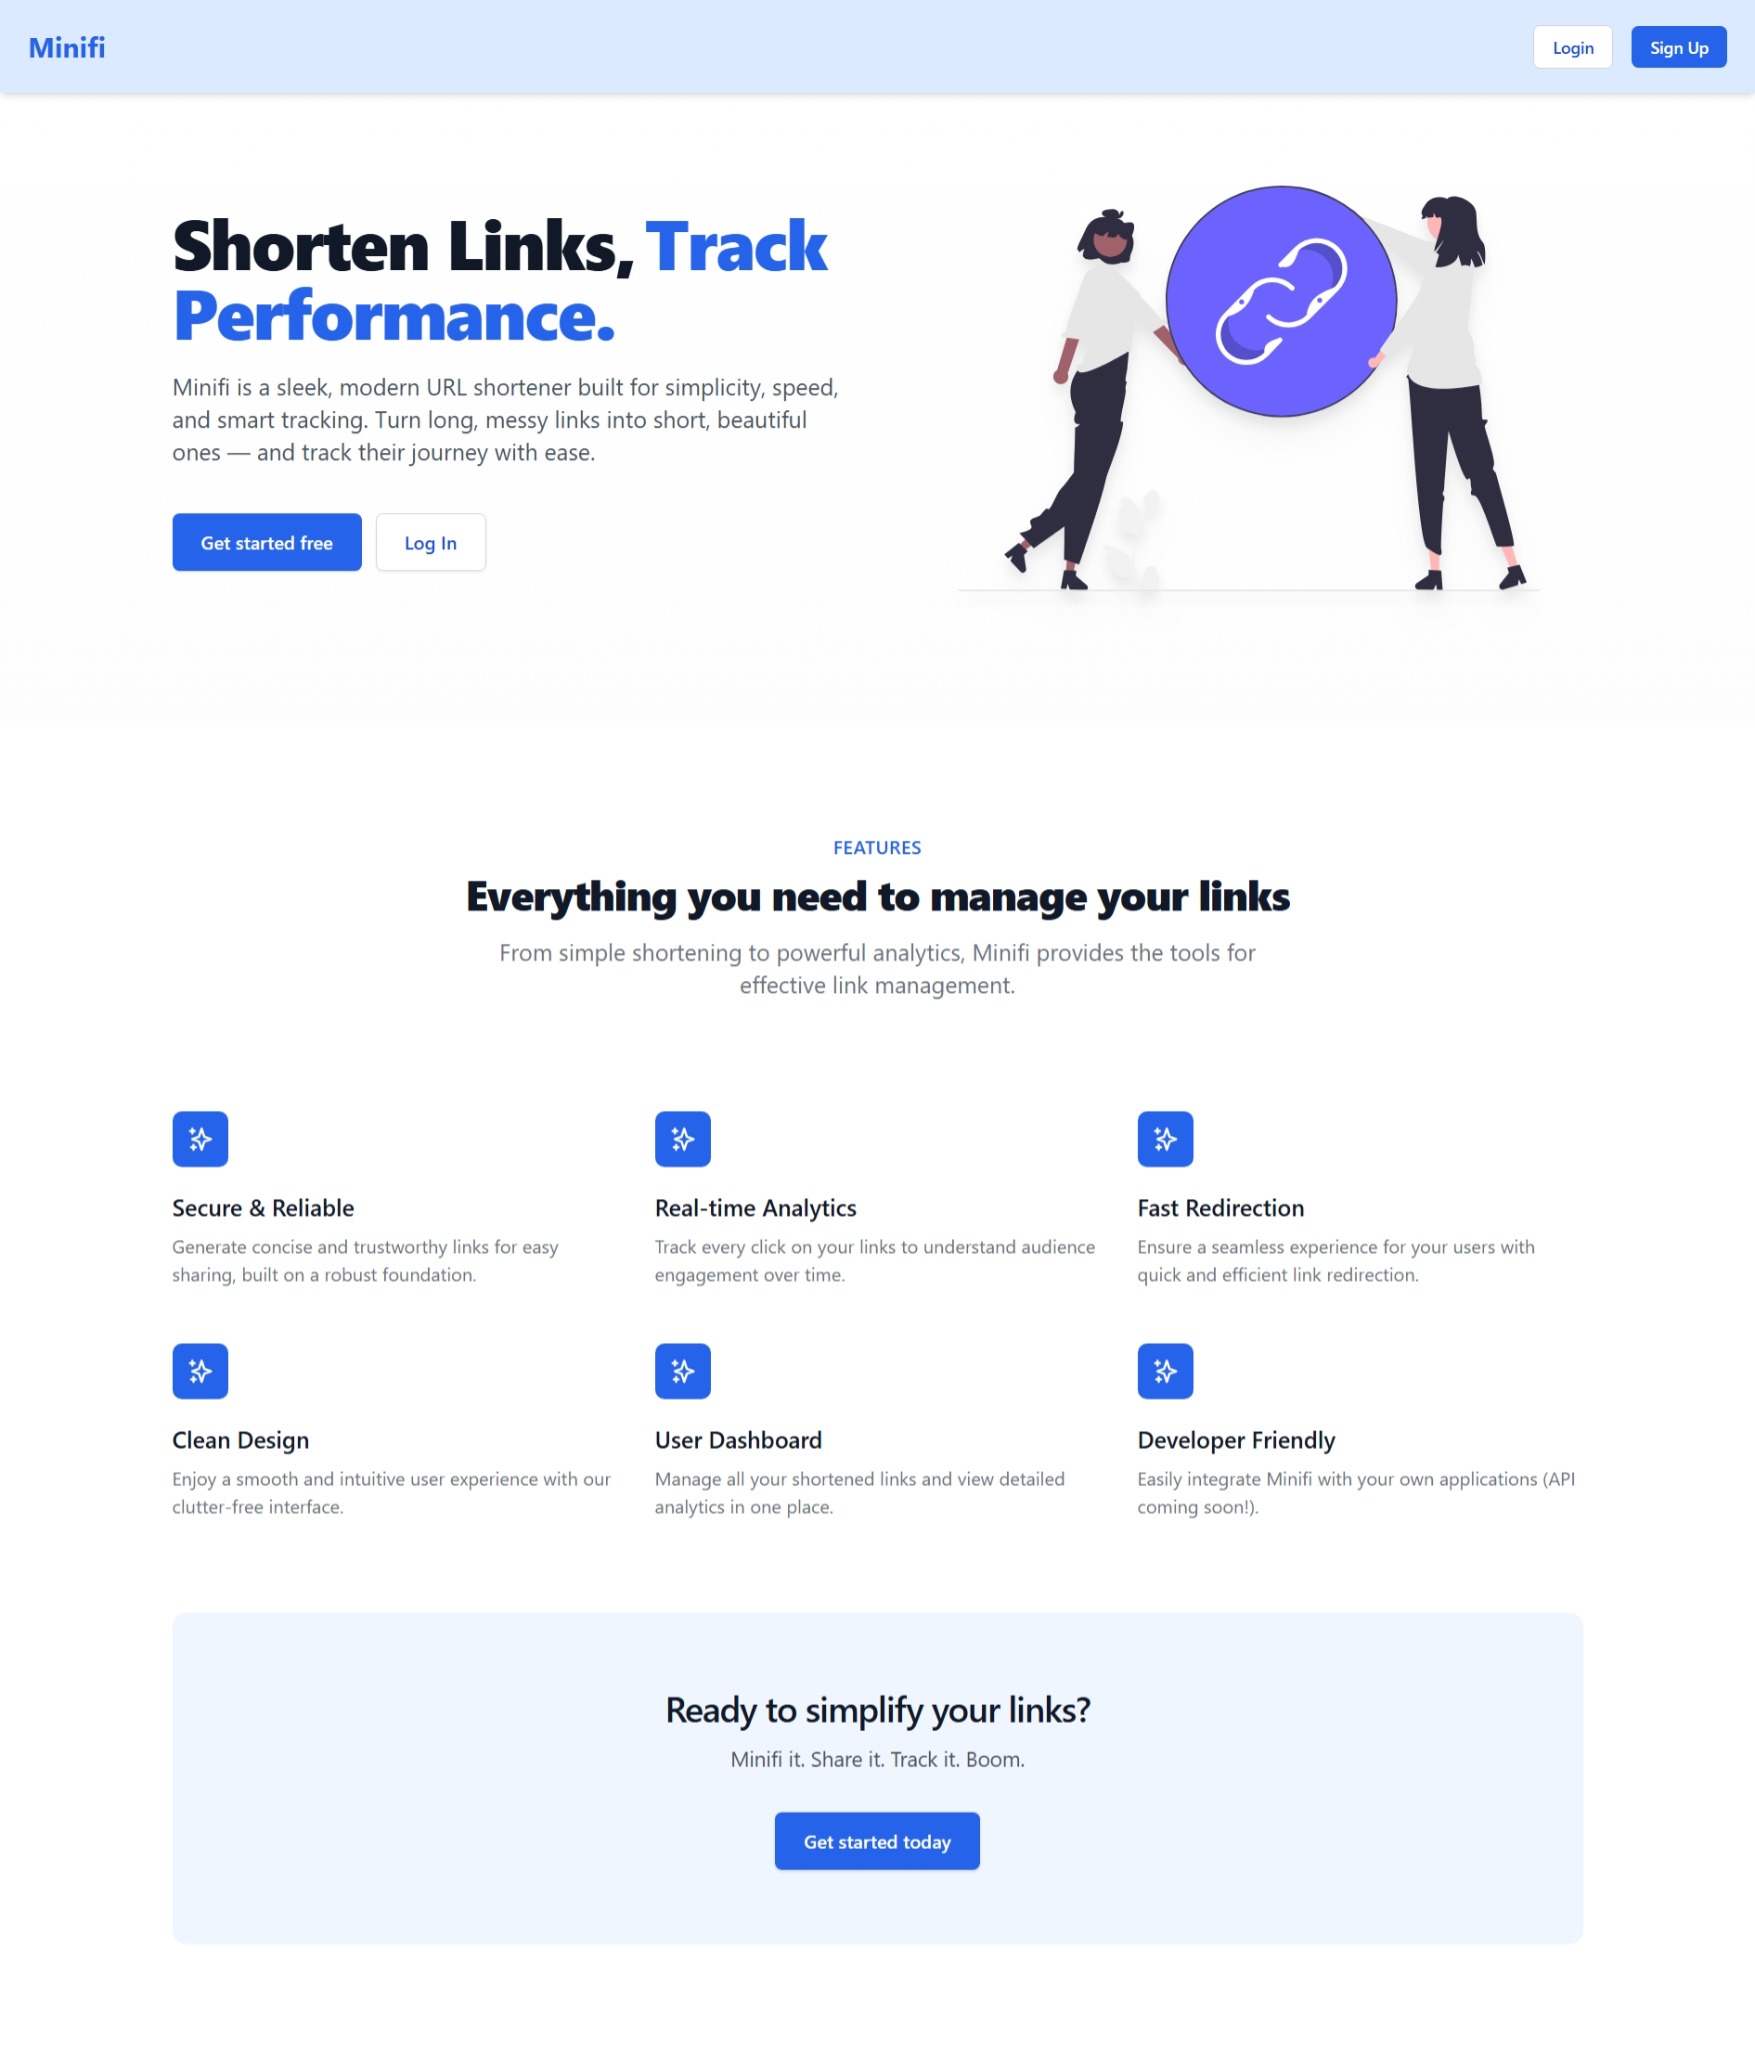 Minifi
Login
Sign Up
Shorten Links, Track
Performance.
Minifi is a sleek, modern URL shortener built for simplicity, speed,
and smart tracking. Turn long, messy links into short, beautiful
ones — and track their journey with ease.
Get started free
Log In
FEATURES
Everything you need to manage your links
From simple shortening to powerful analytics, Minifi provides the tools for
effective link management.
Secure & Reliable
Generate concise and trustworthy links for easy
sharing, built on a robust foundation.
Real-time Analytics
Track every click on your links to understand audience
engagement over time.
Fast Redirection
Ensure a seamless experience for your users with
quick and efficient link redirection.
Clean Design
Enjoy a smooth and intuitive user experience with our
clutter-free interface.
User Dashboard
Manage all your shortened links and view detailed
analytics in one place.
Developer Friendly
Easily integrate Minifi with your own applications (API
coming soon!).
Ready to simplify your links?
Minifi it. Share it. Track it. Boom.
Get started today